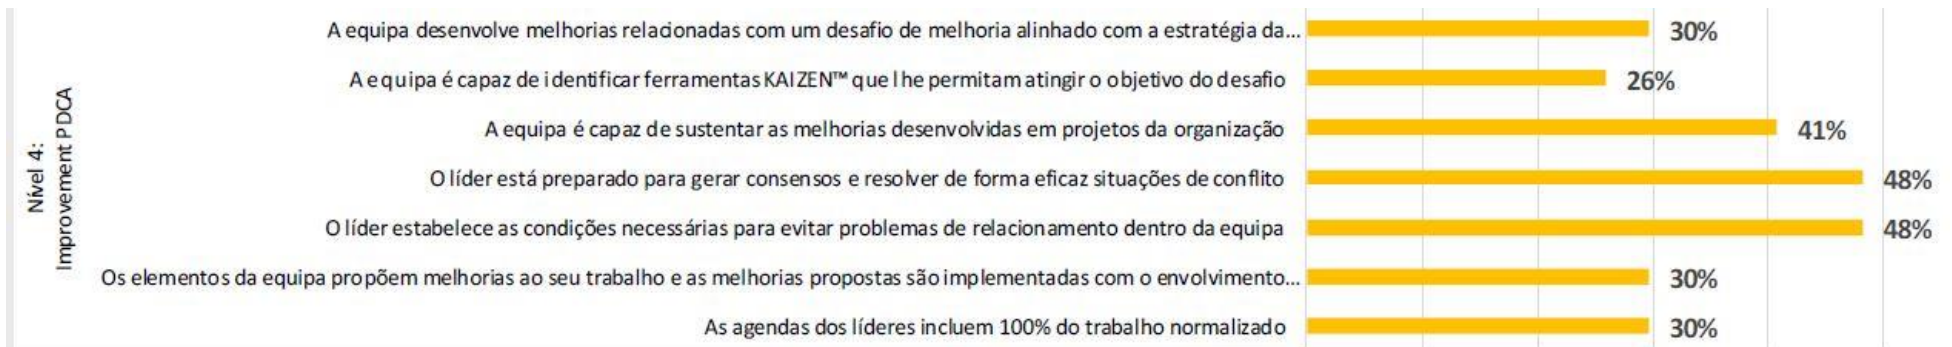 Nível 4:
Improvement PDCA
A equipa desenvolve melhorias relacionadas com um desafio de melhoria alinhado com a estratégia da... 30%
A equipa é capaz de identificar ferramentas KAIZEN™ que lhe permitam atingir o objetivo do desafio 26%
A equipa é capaz de sustentar as melhorias desenvolvidas em projetos da organização 41%
O líder está preparado para gerar consensos e resolver de forma eficaz situações de conflito 48%
O líder estabelece as condições necessárias para evitar problemas de relacionamento dentro da equipa 48%
Os elementos da equipa propõem melhorias ao seu trabalho e as melhorias propostas são implementadas com o envolvimento... 30%
As agendas dos líderes incluem 100% do trabalho normalizado 30%